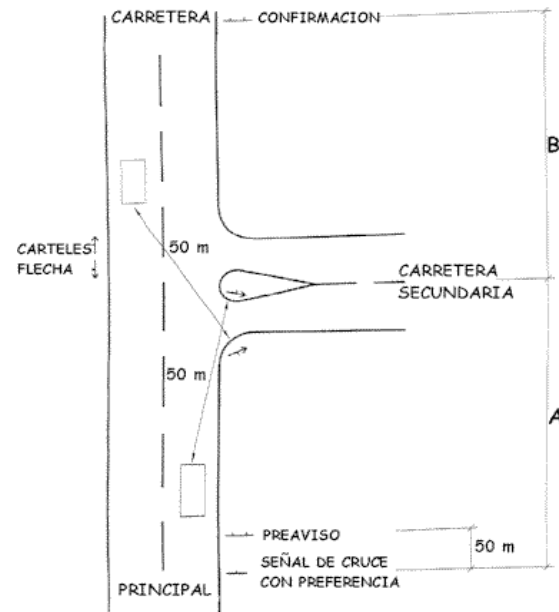 CARRETERA
CONFIRMACION
B
50 m
CARTELES
FLECHA
CARRETERA
SECUNDARIA
50 m
A
PREAVISO
50 m
SEÑAL DE CRUCE
CON PREFERENCIA
PRINCIPAL